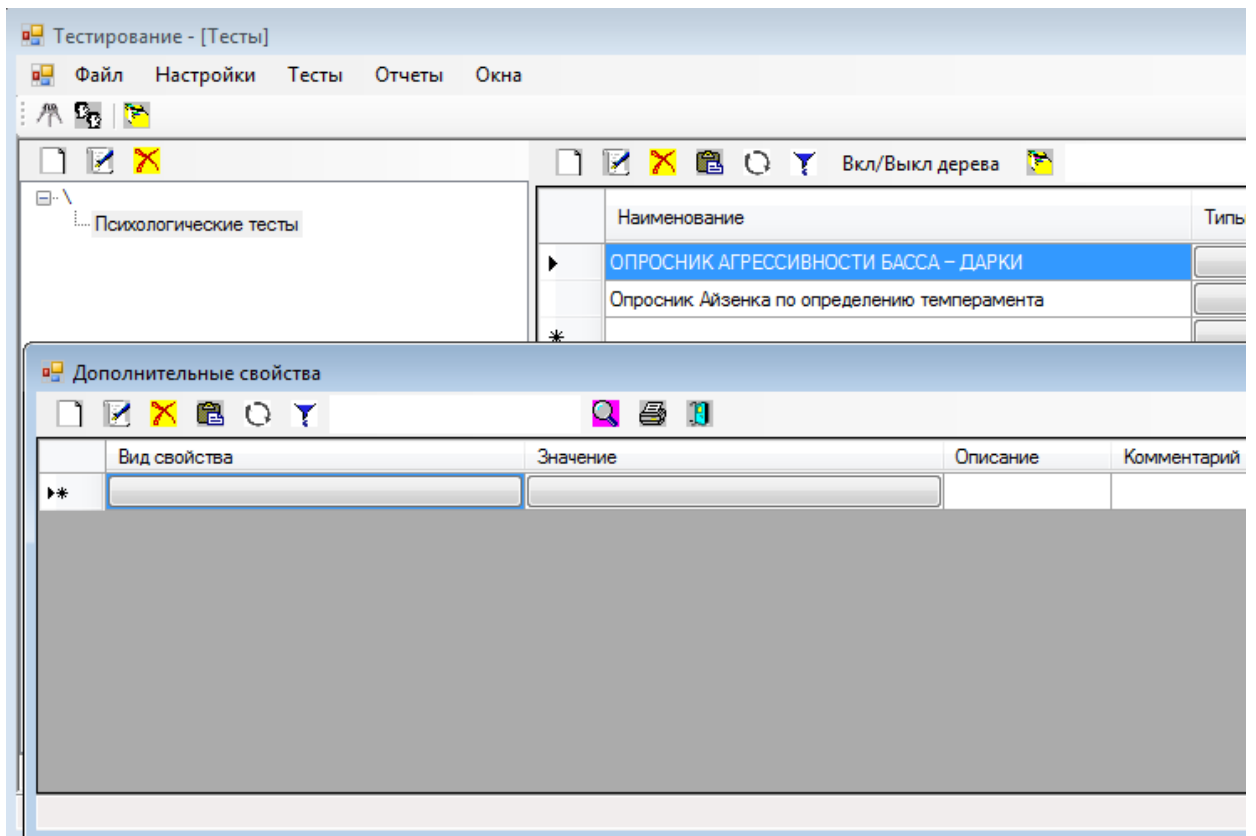 Тестирование - [Тесты]
Файл Настройки Тесты Отчеты Окна
Вкл/Выкл дерева
\
Психологические тесты
Наименование Типы
ОПРОСНИК АГРЕССИВНОСТИ БАССА – ДАРКИ
Опросник Айзенка по определению темперамента
Дополнительные свойства
Вид свойства Значение Описание Комментарий